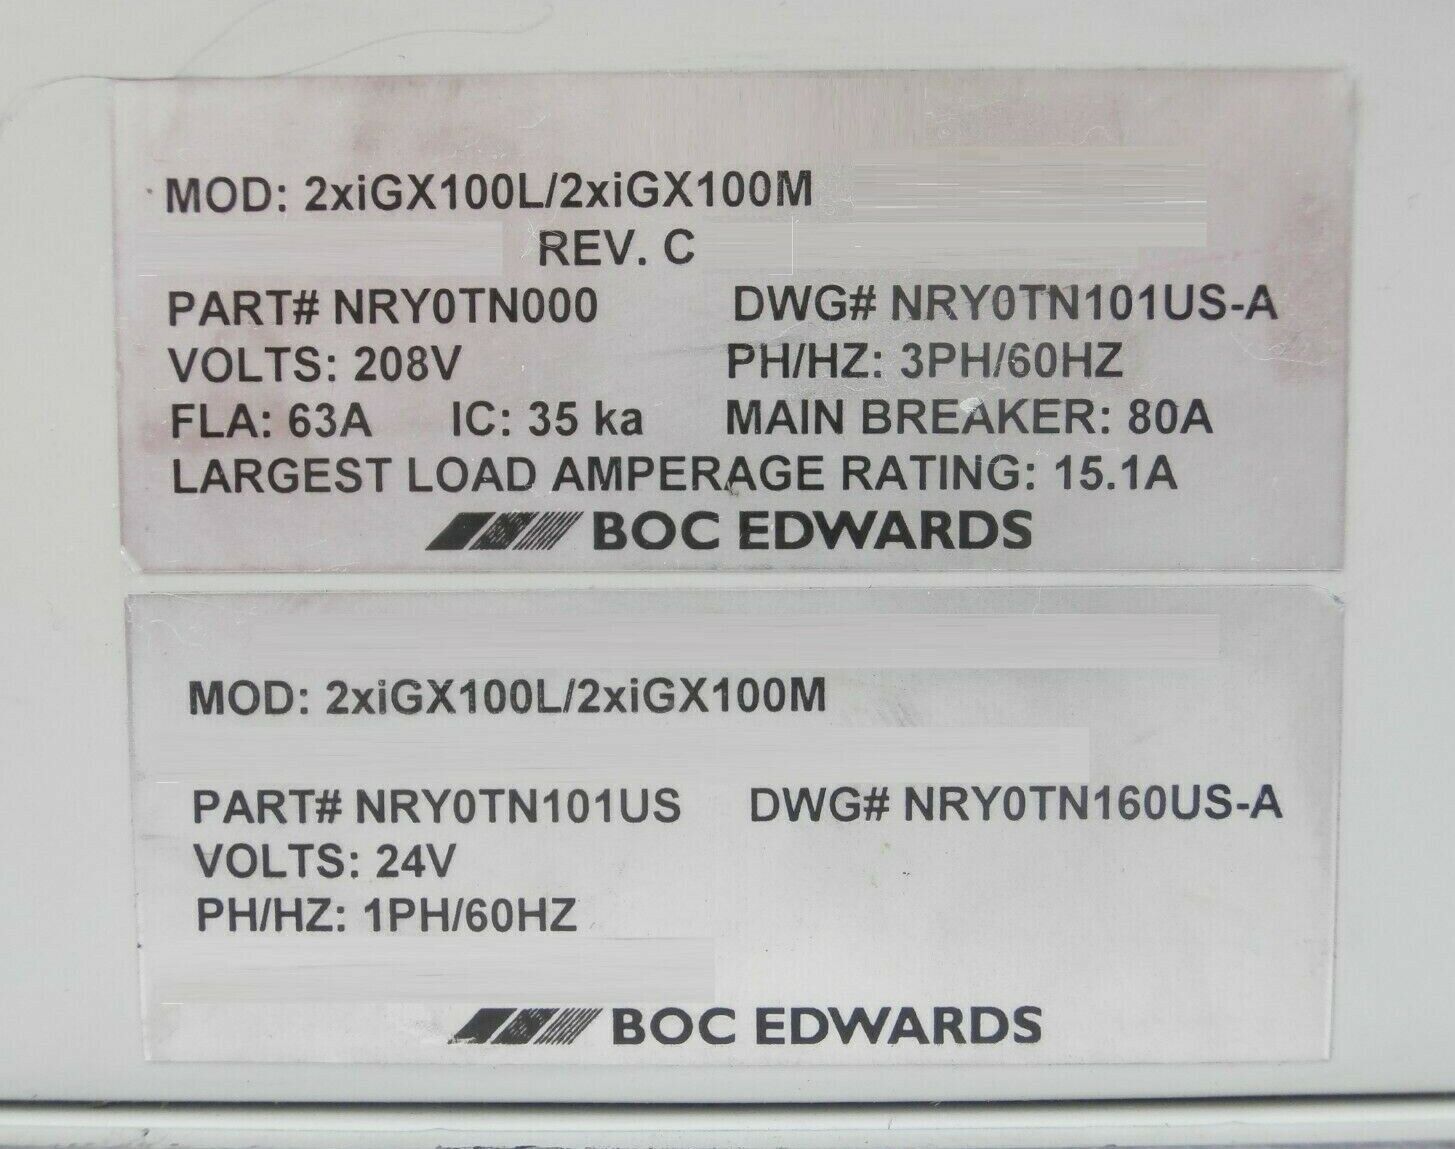 MOD: 2xiGX100L/2xiGX100M
REV. C
PART# NRY0TN000 DWG# NRY0TN101US-A
VOLTS: 208V PH/HZ: 3PH/60HZ
FLA: 63A IC: 35 ka MAIN BREAKER: 80A
LARGEST LOAD AMPERAGE RATING: 15.1A
BOC EDWARDS
MOD: 2xiGX100L/2xiGX100M
PART# NRY0TN101US DWG# NRY0TN160US-A
VOLTS: 24V
PH/HZ: 1PH/60HZ
BOC EDWARDS